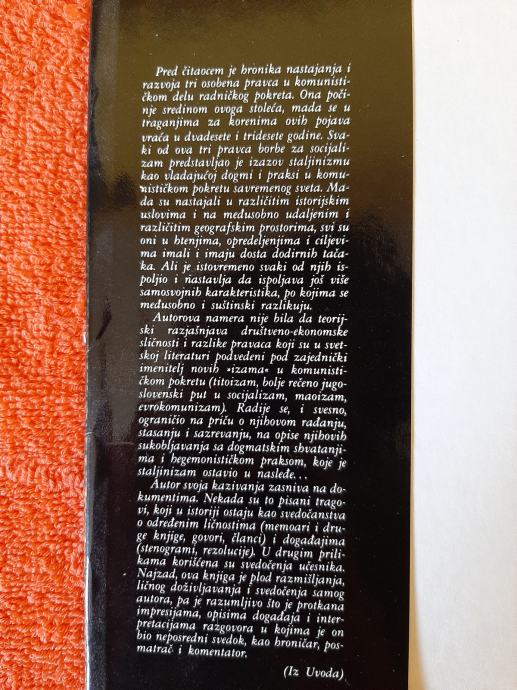 Pred čitaocem je hronika nastajanja i
razvoja tri osobena pravca u komunisti-
čkom delu radničkog pokreta. Ona poči-
nje sredinom ovoga stoleća, mada se u
traganjima za korenima ovih pojava
vraća u dvadesete i tridesete godine. Sva-
ki od ova tri pravca borbe za socijali-
zam predstavljao je izazov staljinizmu
kao vladajućoj dogmi i praksi u komu-
nističkom pokretu savremenog sveta. Ma-
da su nastajali u različitim istorijskim
uslovima i na međusobno udaljenim i
različitim geografskim prostorima, svi su
oni u htenjima, opredeljenjima i ciljevi-
ma imali i imaju dosta dodirnih tača-
ka. Ali je istovremeno svaki od njih is-
poljio i nastavlja da ispoljava još više
samosvojnih karakteristika, po kojima se
međusobno i suštinski razlikuju.
Autorova namera nije bila da teorij-
ski razjašnjava društveno-ekonomske
sličnosti i razlike pravaca koji su u svet-
skoj literaturi podvedeni pod zajednički
imenitelj novih »izama« u komunisti-
čkom pokretu (titoizam, bolje rečeno jugo-
slovenski put u socijalizam, maoizam,
evrokomunizam). Radije se, i svesno,
ograničio na priču o njihovom rađanju,
stasanju i sazrevanju, na opise njihovih
sukobljavanja sa dogmatskim shvatanji-
ma i hegemonističkom praksom, koje je
staljinizam ostavio u nasleđe...
Autor svoja kazivanja zasniva na do-
kumentima. Nekada su to pisani trago-
vi, koji u istoriji ostaju kao svedočanstva
o određenim ličnostima (memoari i dru-
ge knjige, govori, članci) i događajima
(stenogrami, rezolucije). U drugim prili-
kama korišćena su svedočenja učesnika.
Najzad, ova knjiga je plod razmišljanja,
ličnog doživljavanja i svedočenja samog
autora, pa je razumljivo što je protkana
impresijama, opisima događaja i inter-
pretacijama razgovora u kojima je on
bio neposredni svedok, kao hroničar, pos-
matrač i komentator.
(Iz Uvoda)